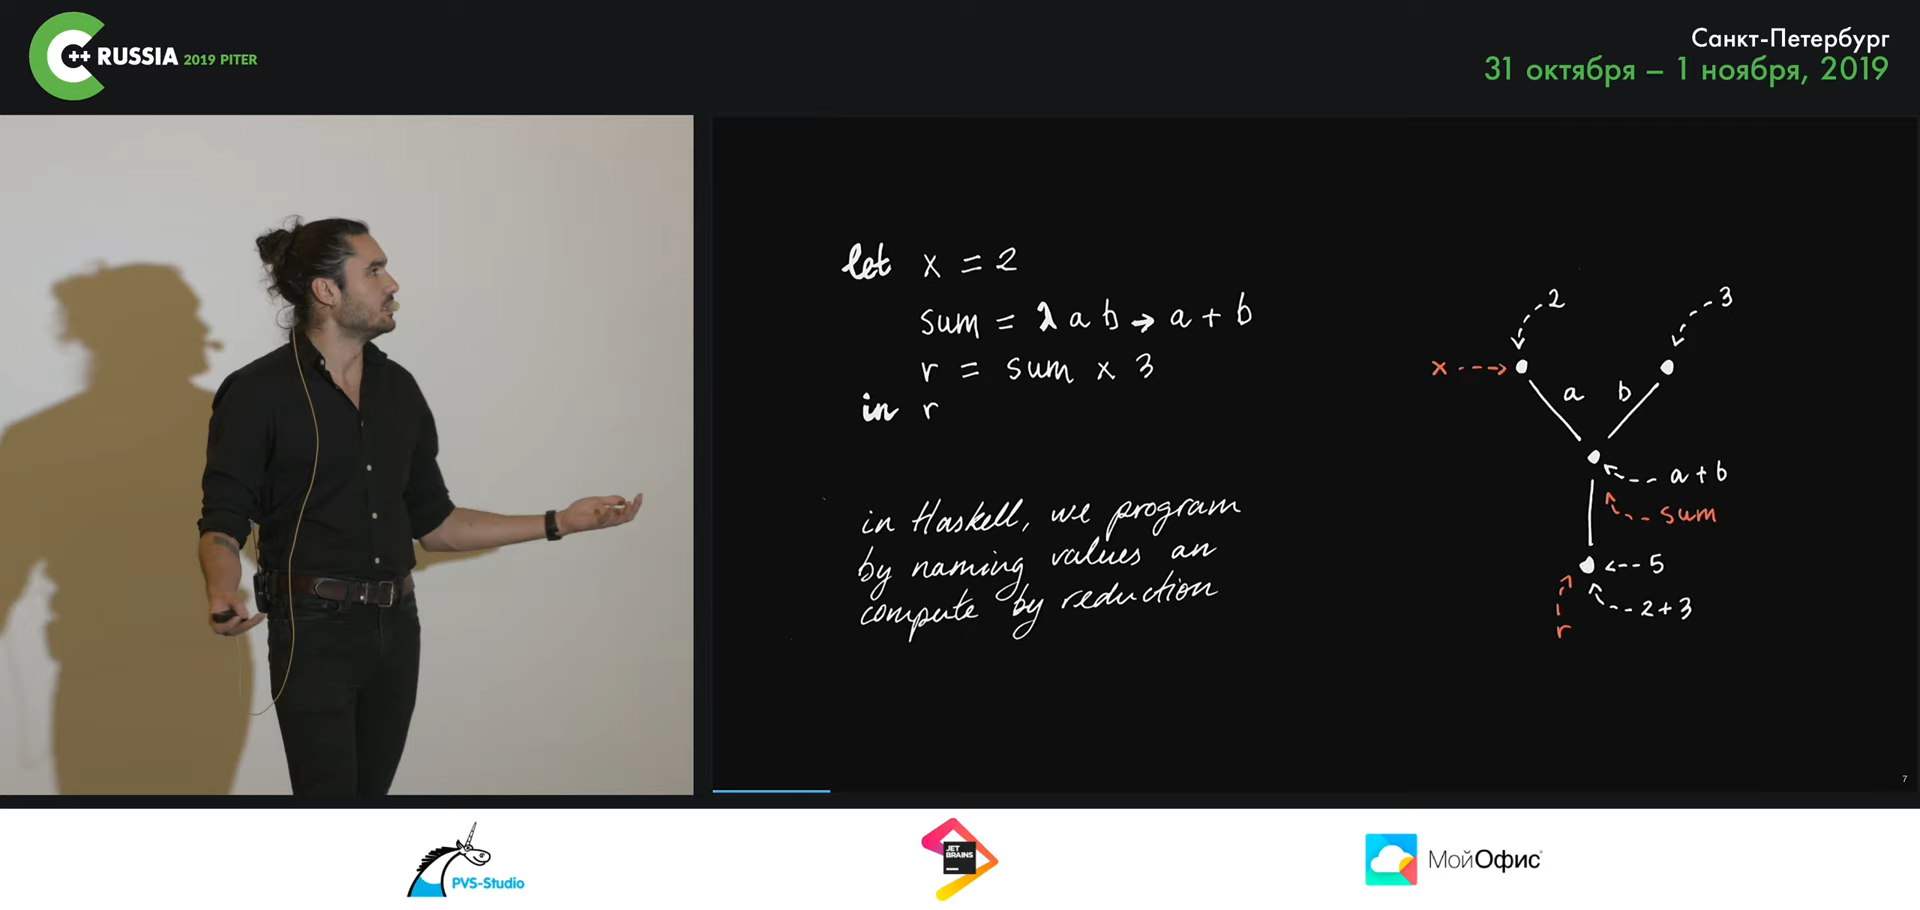 C++ RUSSIA 2019 PITER
Санкт-Петербург
31 октября – 1 ноября, 2019
let x = 2
sum = λ a b → a + b
r = sum x 3
in r
in Haskell, we program
by naming values an
compute by reduction
2
3
x
a
b
a + b
sum
5
2 + 3
r
7
PVS-Studio
JET
BRAINS
МойОфис